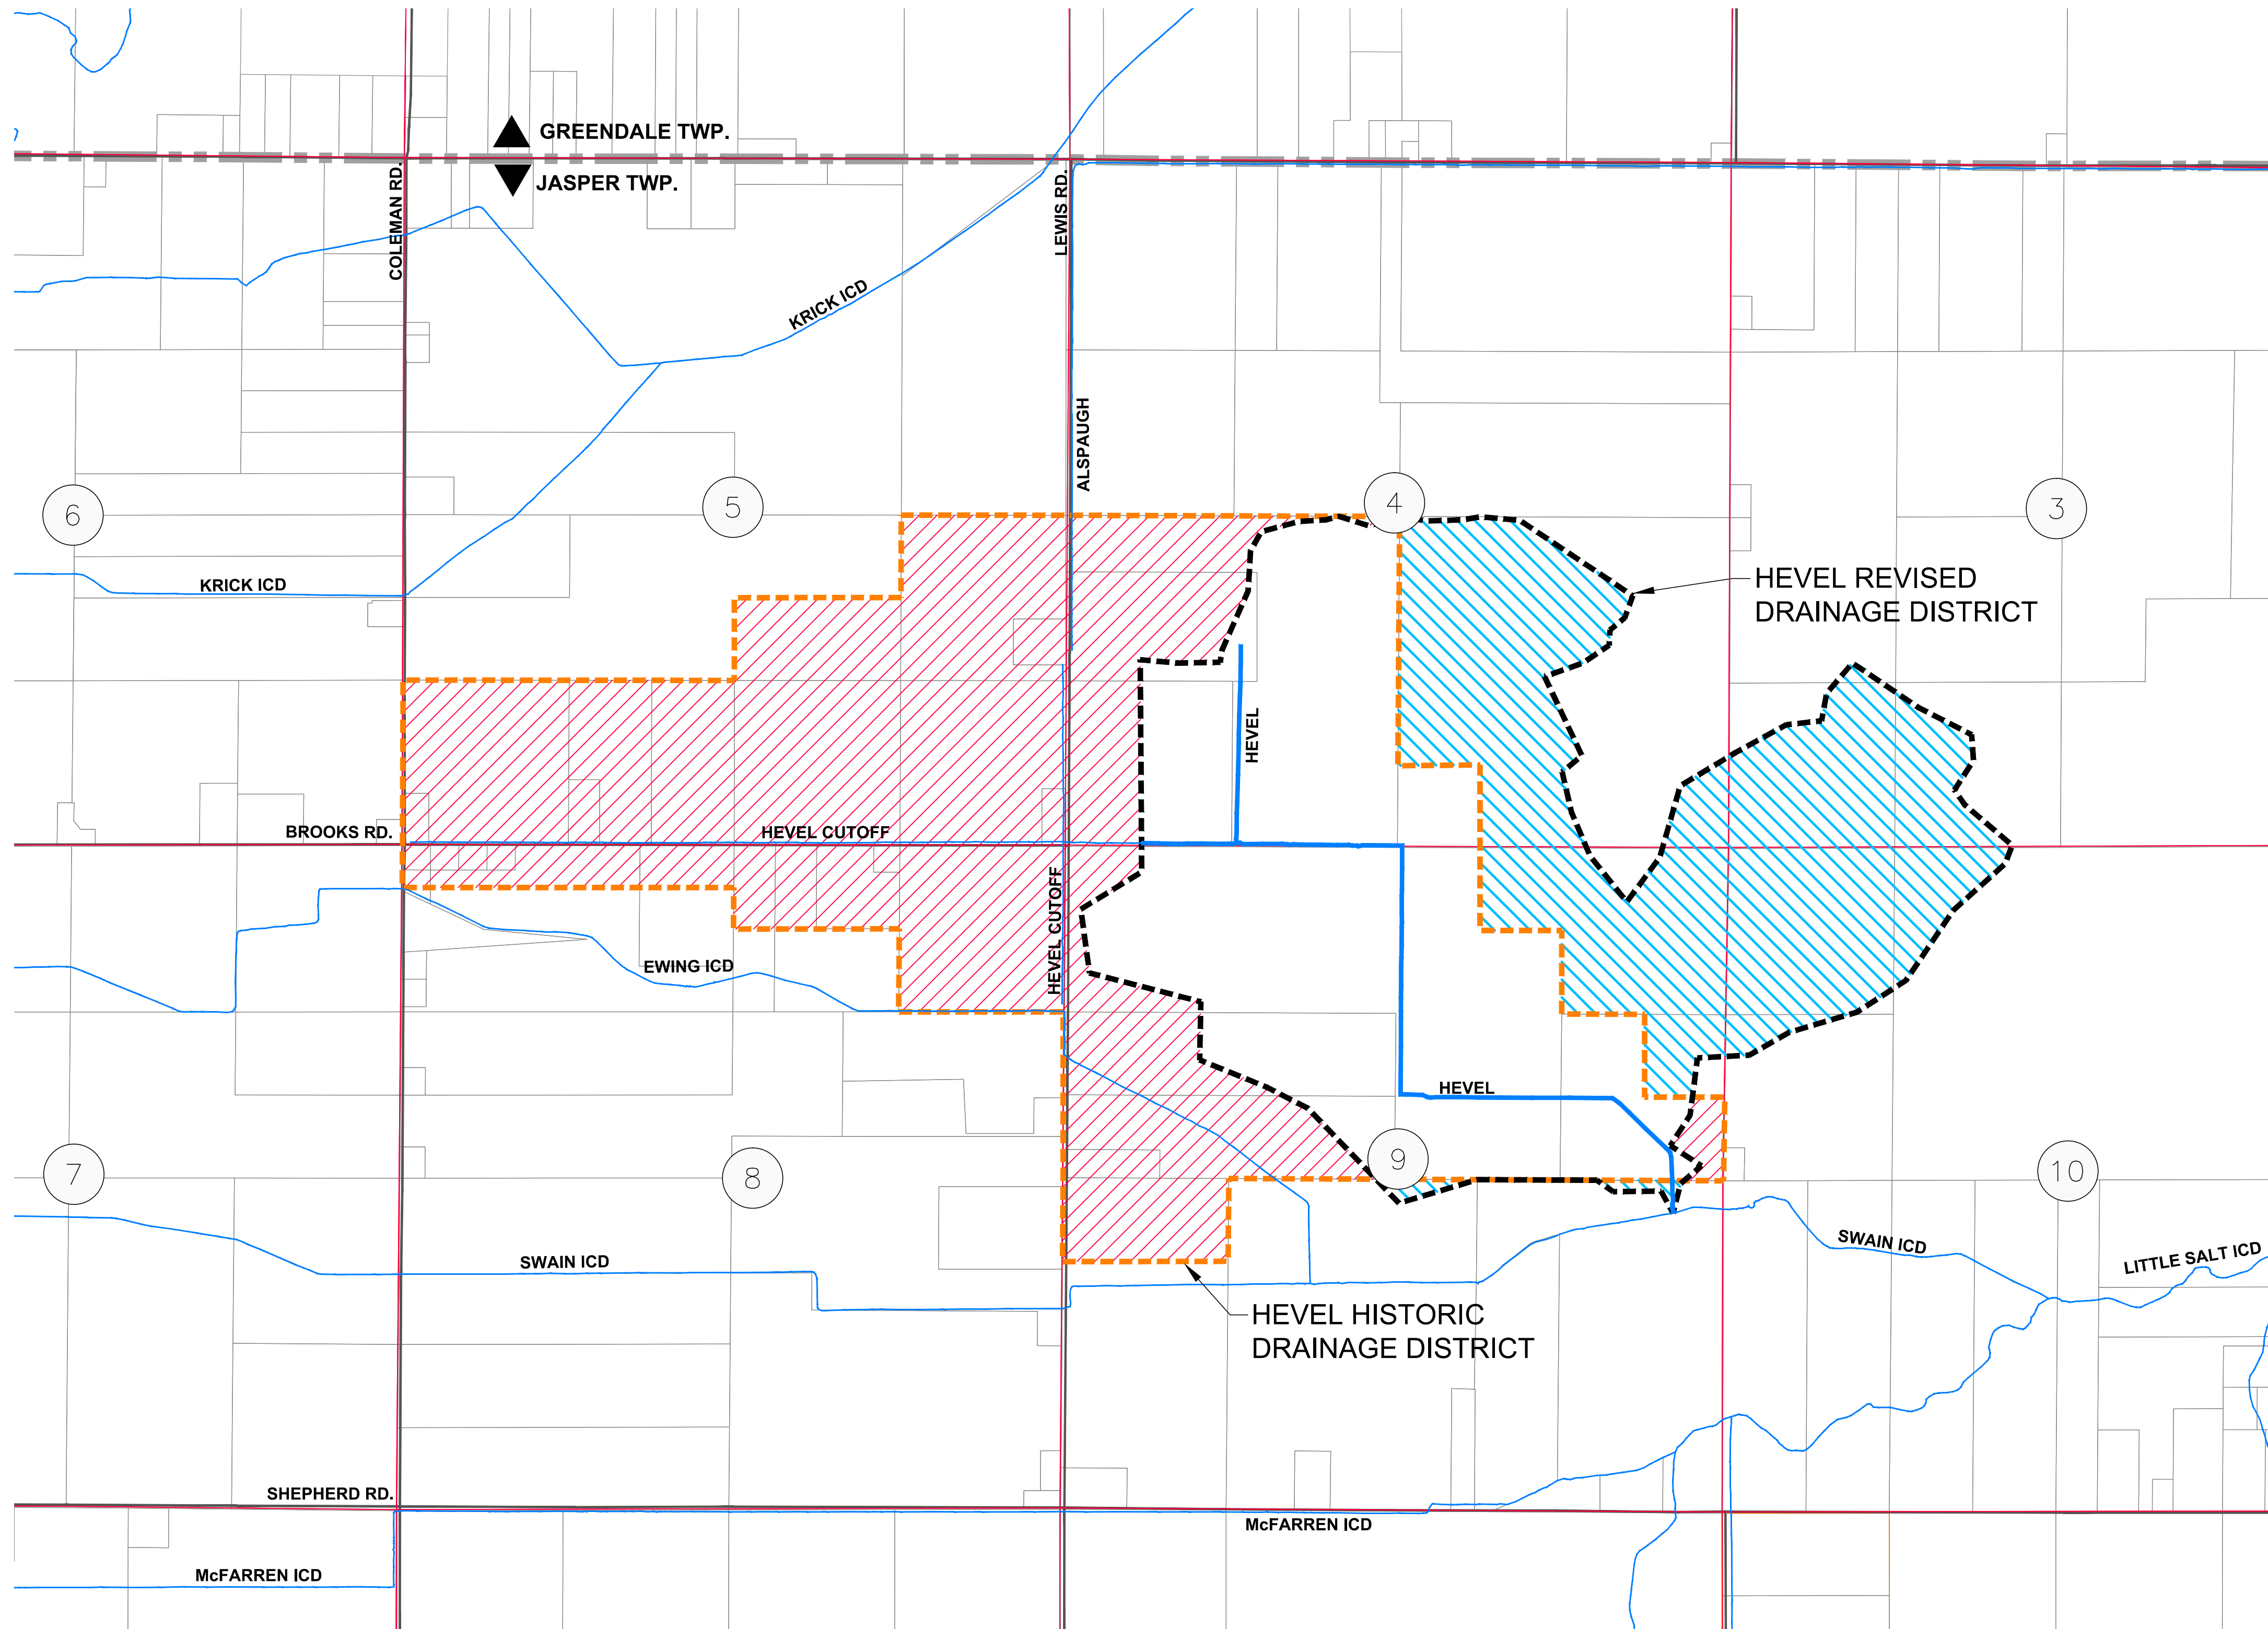 GREENDALE TWP.
JASPER TWP.
COLEMAN RD.
LEWIS RD.
KRICK ICD
ALSPAUGH
6
5
4
3
KRICK ICD
HEVEL REVISED
DRAINAGE DISTRICT
HEVEL
BROOKS RD.
HEVEL CUTOFF
HEVEL CUTOFF
EWING ICD
HEVEL
7
8
9
10
SWAIN ICD
SWAIN ICD
LITTLE SALT ICD
HEVEL HISTORIC
DRAINAGE DISTRICT
SHEPHERD RD.
McFARREN ICD
McFARREN ICD